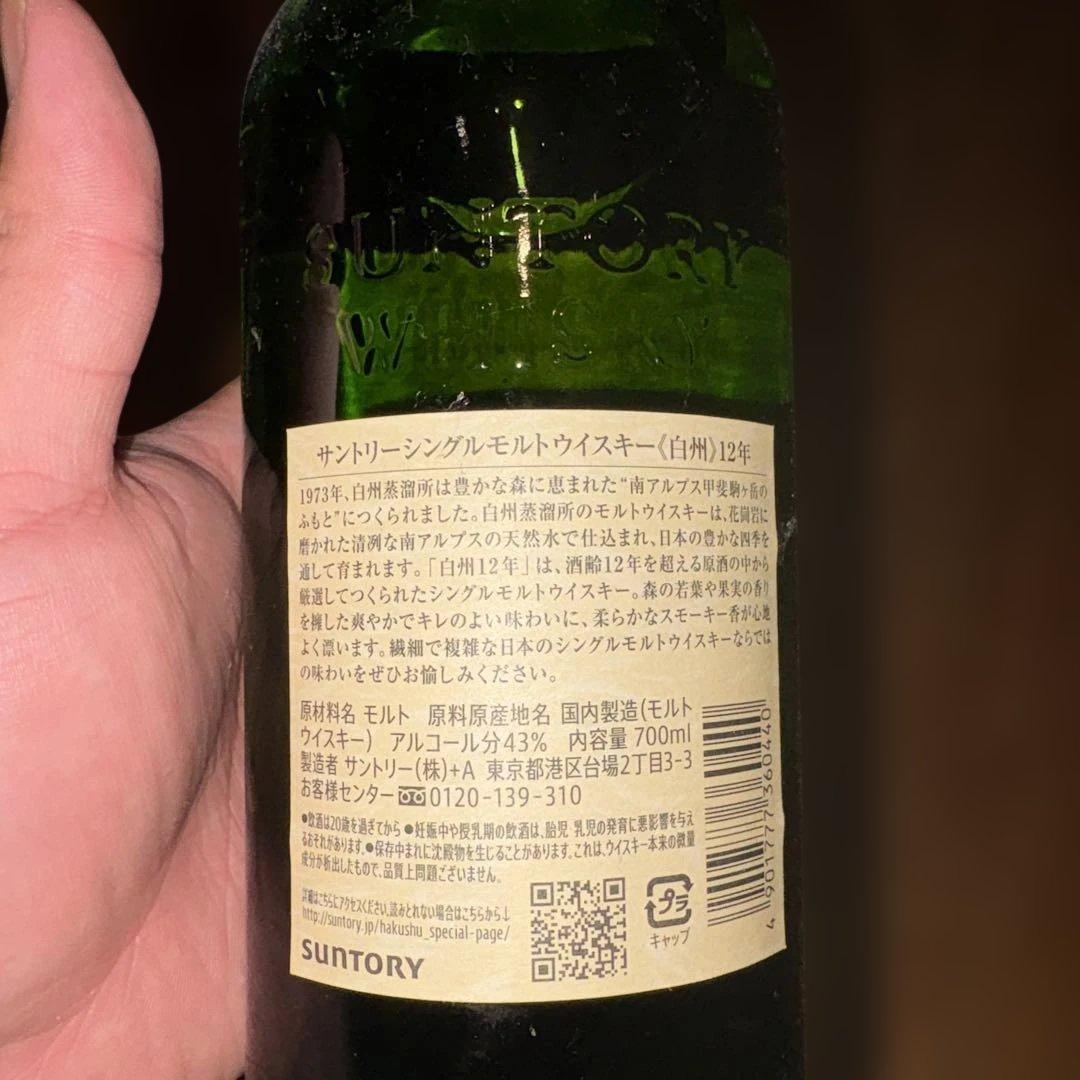 SUNTORY
WHISKY
サントリーシングルモルトウイスキー《白州》12年
1973年、白州蒸溜所は豊かな森に恵まれた“南アルプス甲斐駒ヶ岳の
ふもと”につくられました。白州蒸溜所のモルトウイスキーは、花崗岩に
磨かれた清冽な南アルプスの天然水で仕込まれ、日本の豊かな四季を
通して育まれます。「白州12年」は、酒齢12年を超える原酒の中から
厳選してつくられたシングルモルトウイスキー。森の若葉や果実の香り
を擁した爽やかでキレのよい味わいに、柔らかなスモーキー香が心地
よく漂います。繊細で複雑な日本のシングルモルトウイスキーならでは
の味わいをぜひお愉しみください。
原材料名 モルト 原料原産地名 国内製造(モルト
ウイスキー) アルコール分43% 内容量 700ml
製造者 サントリー(株)+A 東京都港区台場2丁目3-3
お客様センター 0120-139-310
●飲酒は20歳を過ぎてから ●妊娠中や授乳期の飲酒は、胎児 乳児の発育に悪影響を与え
るおそれがあります。●保存中まれに沈殿物を生じることがあります。これは、ウイスキー本来の微量
成分が析出したもので、品質上問題ございません。
詳細はこちらにアクセスください。読みとれない場合はこちらから↓
http://suntory.jp/hakushu_special-page/
SUNTORY
プラ
キャップ
4 901777 360440